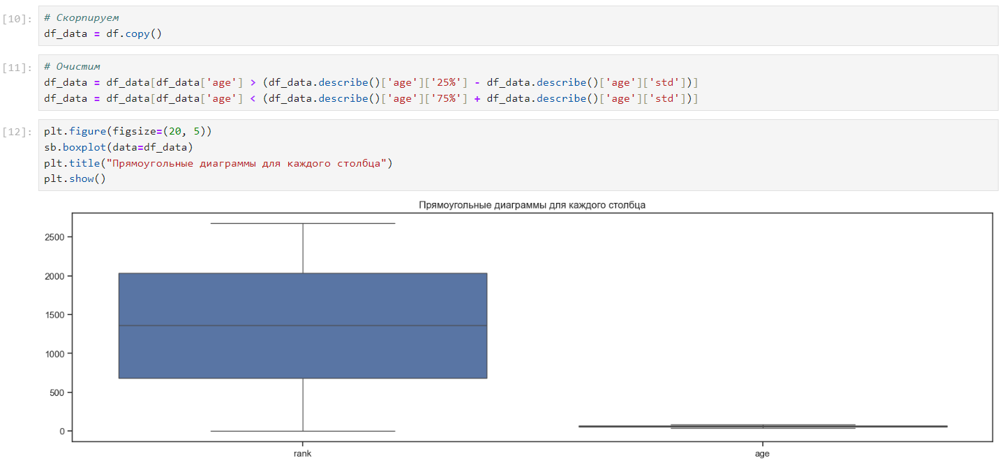 [10]: # Скорпируем
df_data = df.copy()
[11]: # Очистим
df_data = df_data[df_data['age'] > (df_data.describe()['age']['25%'] - df_data.describe()['age']['std'])]
df_data = df_data[df_data['age'] < (df_data.describe()['age']['75%'] + df_data.describe()['age']['std'])]
[12]: plt.figure(figsize=(20, 5))
sb.boxplot(data=df_data)
plt.title("Прямоугольные диаграммы для каждого столбца")
plt.show()
Прямоугольные диаграммы для каждого столбца
2500
2000
1500
1000
500
0
rank age